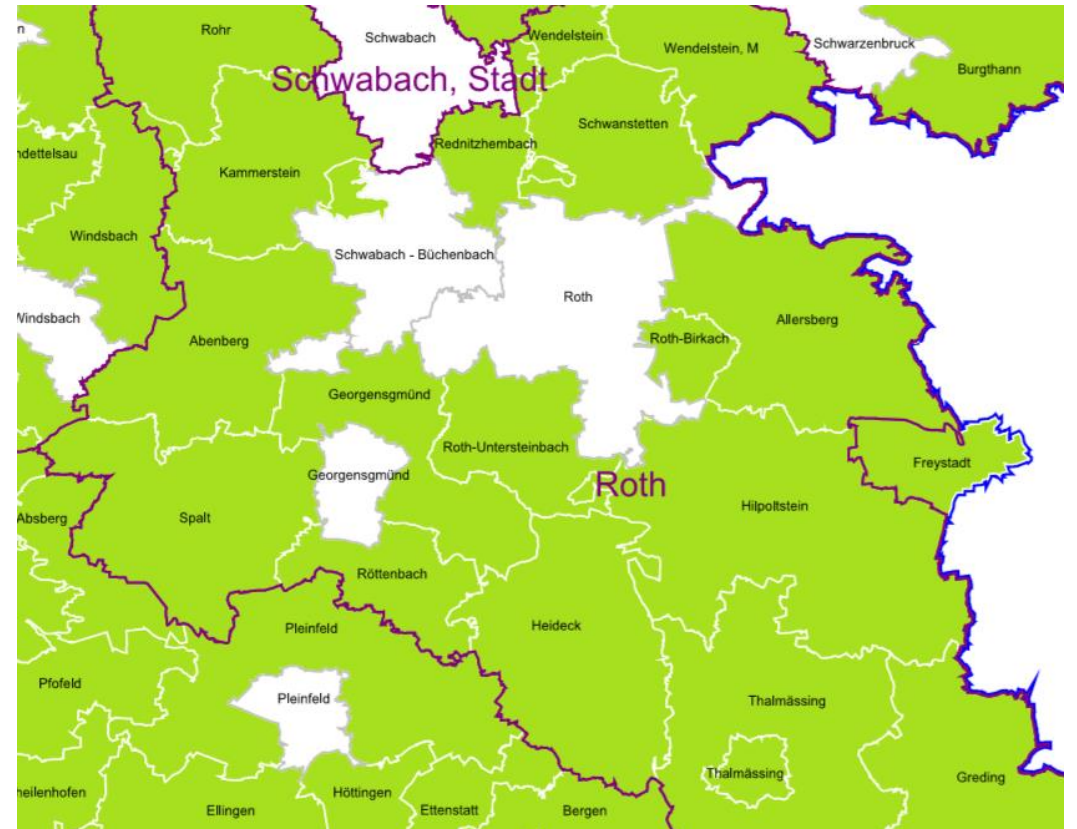 Rohr
Schwabach
Wendelstein
Wendelstein, M
Schwarzenbruck
Burgthann
Schwabach, Stadt
Schwanstetten
Rednitzhembach
ndettelsau
Kammerstein
Windsbach
Schwabach - Büchenbach
Roth
Windsbach
Allersberg
Abenberg
Roth-Birkach
Georgensgmünd
Roth-Untersteinbach
Freystadt
Georgensgmünd
Roth
Hilpoltstein
Absberg
Spalt
Röttenbach
Pleinfeld
Heideck
Pfofeld
Pleinfeld
Thalmässing
Thalmässing
Greding
heilenhofen
Höttingen
Ellingen
Ettenstatt
Bergen